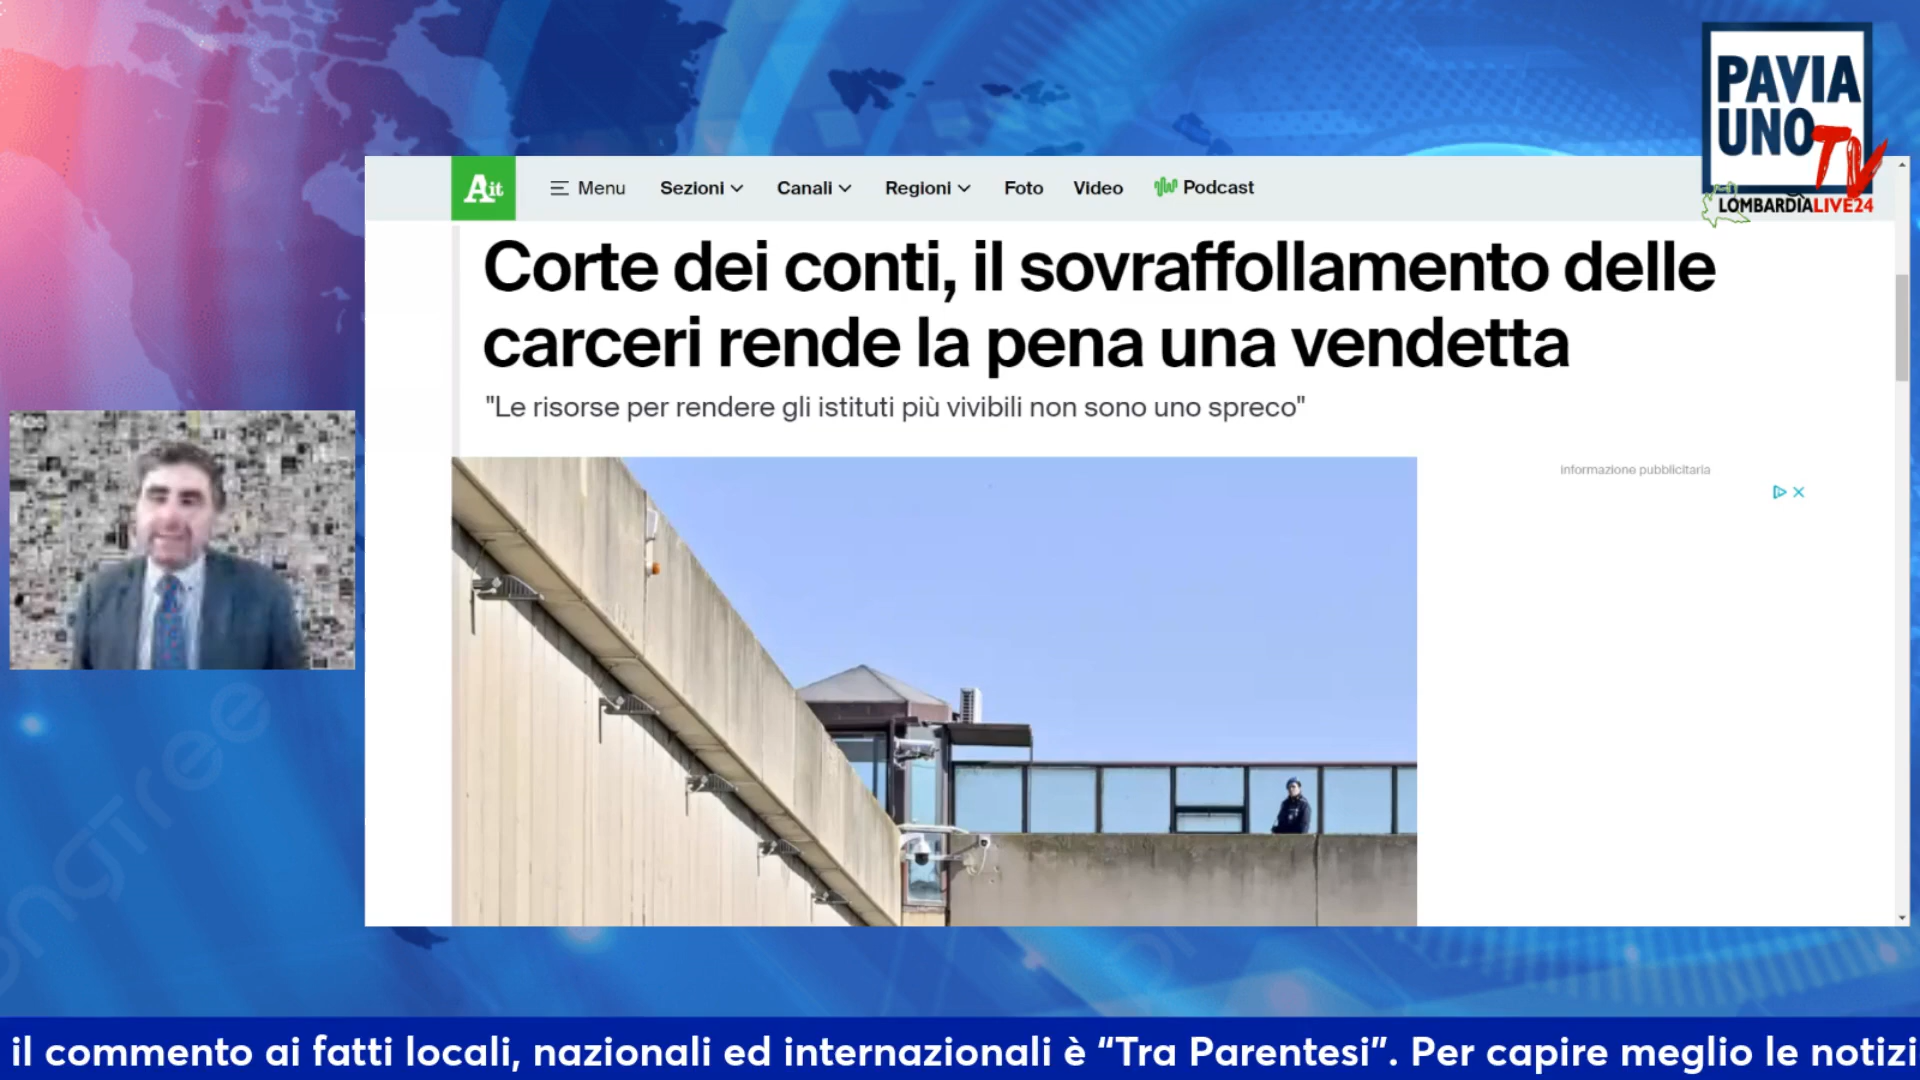 PAVIA
UNO TV
LOMBARDIALIVE24
Ait
Menu
Sezioni
Canali
Regioni
Foto
Video
Podcast
Corte dei conti, il sovraffollamento delle
carceri rende la pena una vendetta
"Le risorse per rendere gli istituti più vivibili non sono uno spreco"
informazione pubblicitaria
il commento ai fatti locali, nazionali ed internazionali è “Tra Parentesi”. Per capire meglio le notizi